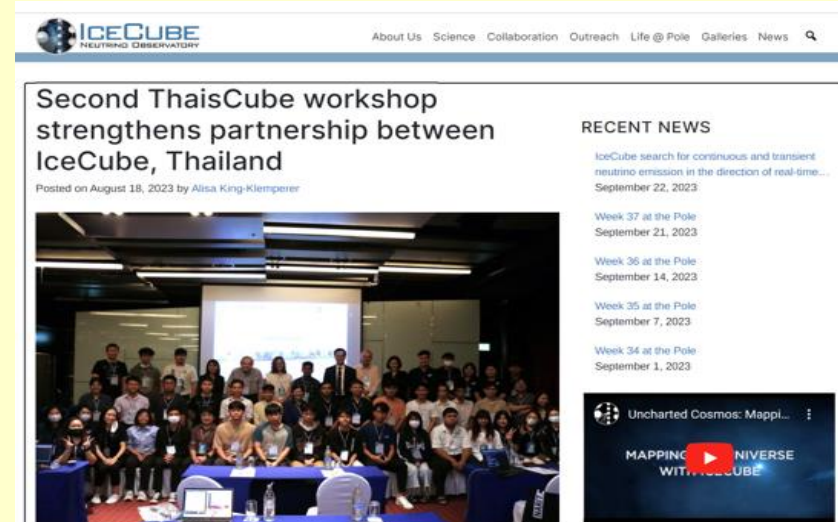 ICECUBE
NEUTRINO OBSERVATORY
About Us Science Collaboration Outreach Life @ Pole Galleries News
Second ThaisCube workshop
strengthens partnership between
IceCube, Thailand
Posted on August 18, 2023 by Alisa King-Klemperer
RECENT NEWS
IceCube search for continuous and transient
neutrino emission in the direction of real-time...
September 22, 2023
Week 37 at the Pole
September 21, 2023
Week 36 at the Pole
September 14, 2023
Week 35 at the Pole
September 7, 2023
Week 34 at the Pole
September 1, 2023
Uncharted Cosmos: Mappi...
MAPPING NIVERSE
WIT CUBE